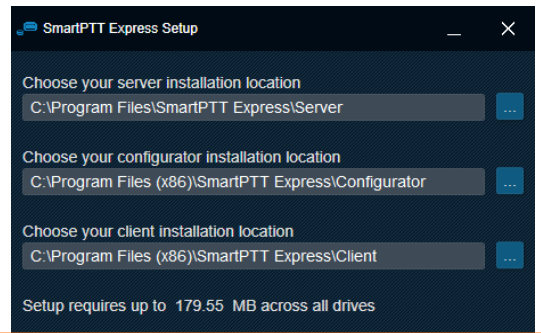 SmartPTT Express Setup
Choose your server installation location
C:\Program Files\SmartPTT Express\Server
...
Choose your configurator installation location
C:\Program Files (x86)\SmartPTT Express\Configurator
...
Choose your client installation location
C:\Program Files (x86)\SmartPTT Express\Client
...
Setup requires up to 179.55 MB across all drives